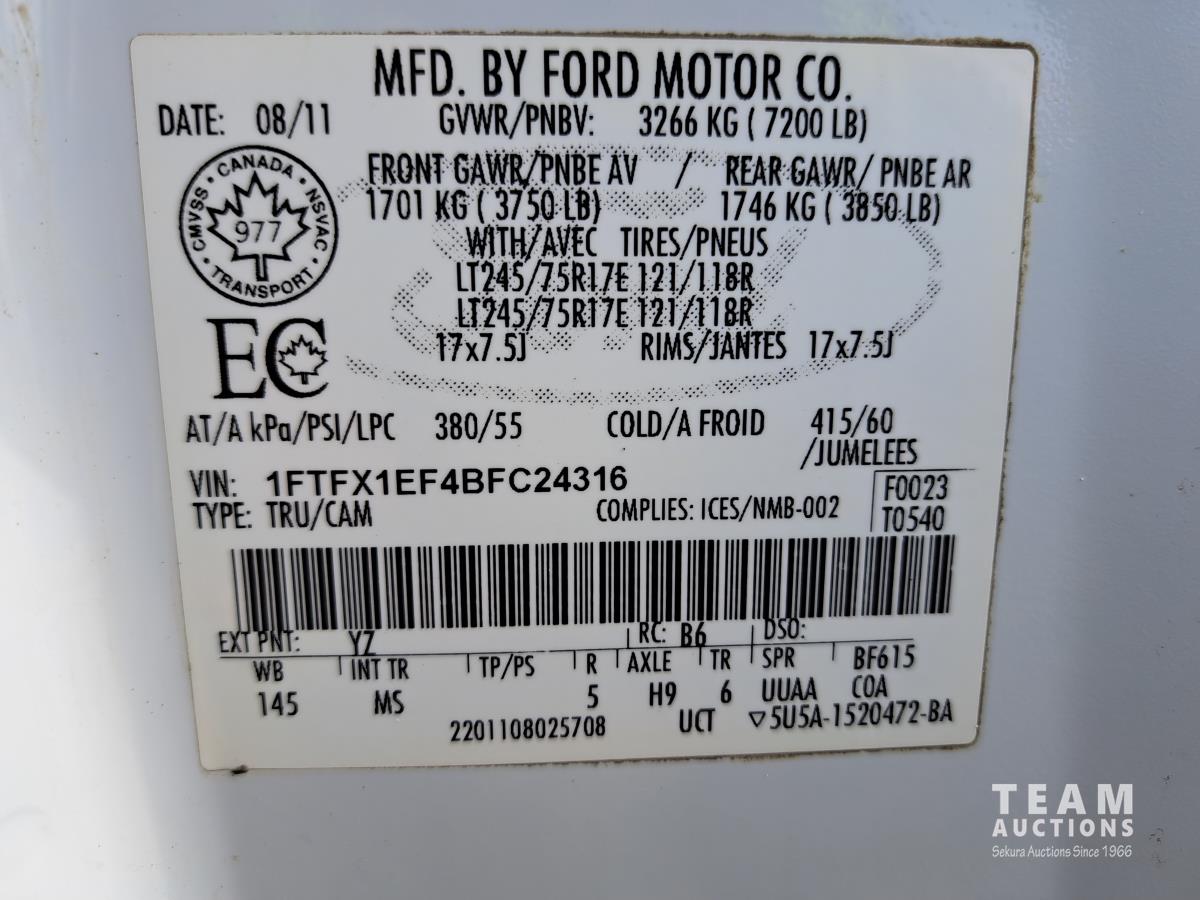 MFD. BY FORD MOTOR CO.
DATE: 08/11 GVWR/PNBV: 3266 KG ( 7200 LB)
FRONT GAWR/PNBE AV / REAR GAWR/ PNBE AR
1701 KG ( 3750 LB) 1746 KG ( 3850 LB)
WITH/AVEC TIRES/PNEUS
LT245/75R17E 121/118R
LT245/75R17E 121/118R
17x7.5J RIMS/JANTES 17x7.5J
CMVSS • CANADA • NSVAC • TRANSPORT •
977
EC
AT/A kPa/PSI/LPC 380/55 COLD/A FROID 415/60
/JUMELEES
VIN: 1FTFX1EF4BFC24316
TYPE: TRU/CAM COMPLIES: ICES/NMB-002
F0023
T0540
EXT PNT: YZ RC: B6 DSO:
WB INT TR TP/PS R AXLE TR SPR BF615
145 MS 5 H9 6 UUAA COA
2201108025708 UCT ▽5U5A-1520472-BA
TEAM
AUCTIONS
Sekura Auctions Since 1966